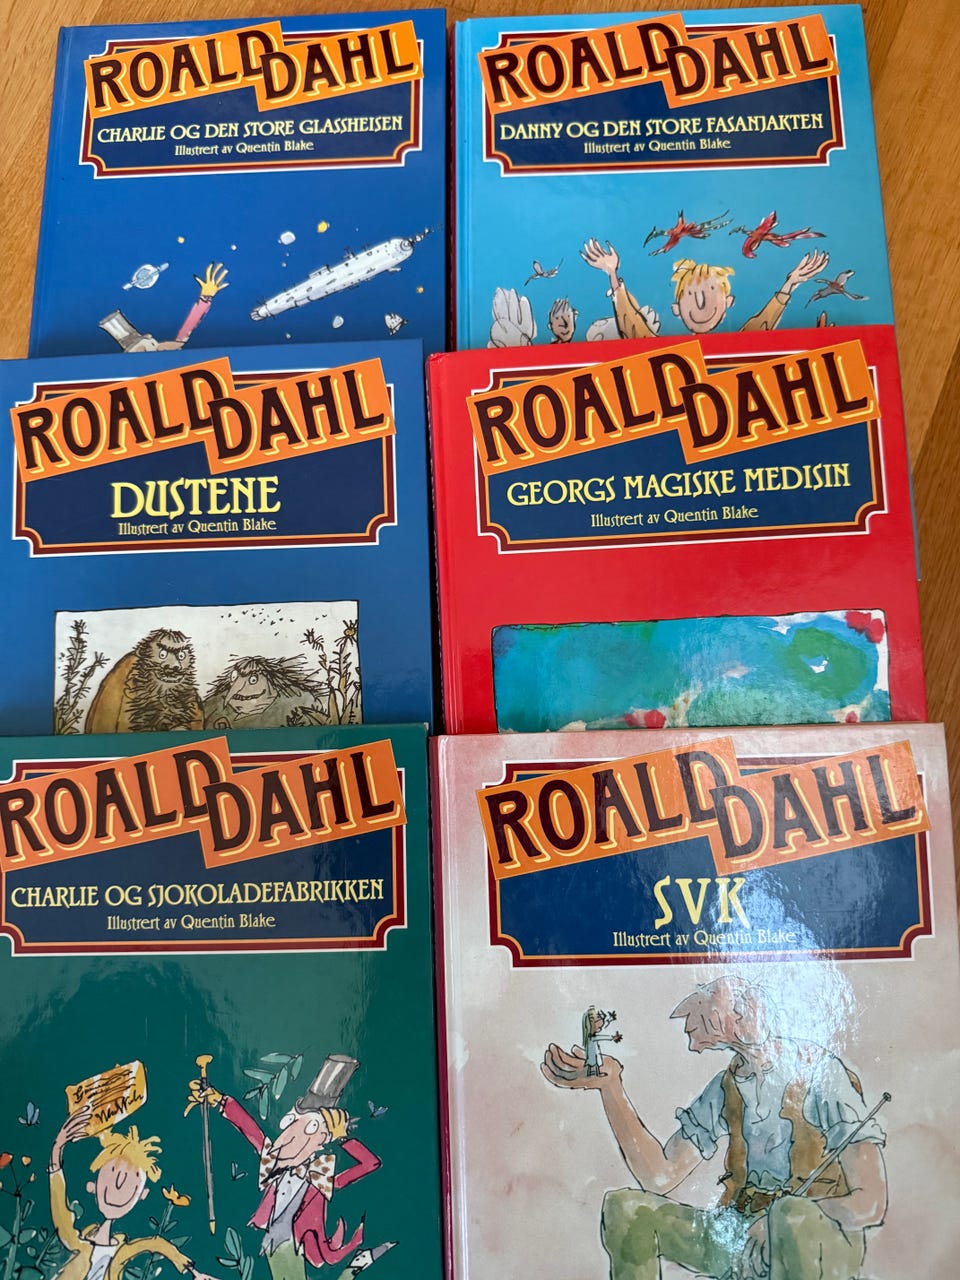 ROALD DAHL
CHARLIE OG DEN STORE GLASSHEISEN
Illustrert av Quentin Blake
ROALD DAHL
DANNY OG DEN STORE FASANJAKTEN
Illustrert av Quentin Blake
ROALD DAHL
DUSTENE
Illustrert av Quentin Blake
ROALD DAHL
GEORGS MAGISKE MEDISIN
Illustrert av Quentin Blake
ROALD DAHL
CHARLIE OG SJOKOLADEFABRIKKEN
Illustrert av Quentin Blake
ROALD DAHL
SVK
Illustrert av Quentin Blake